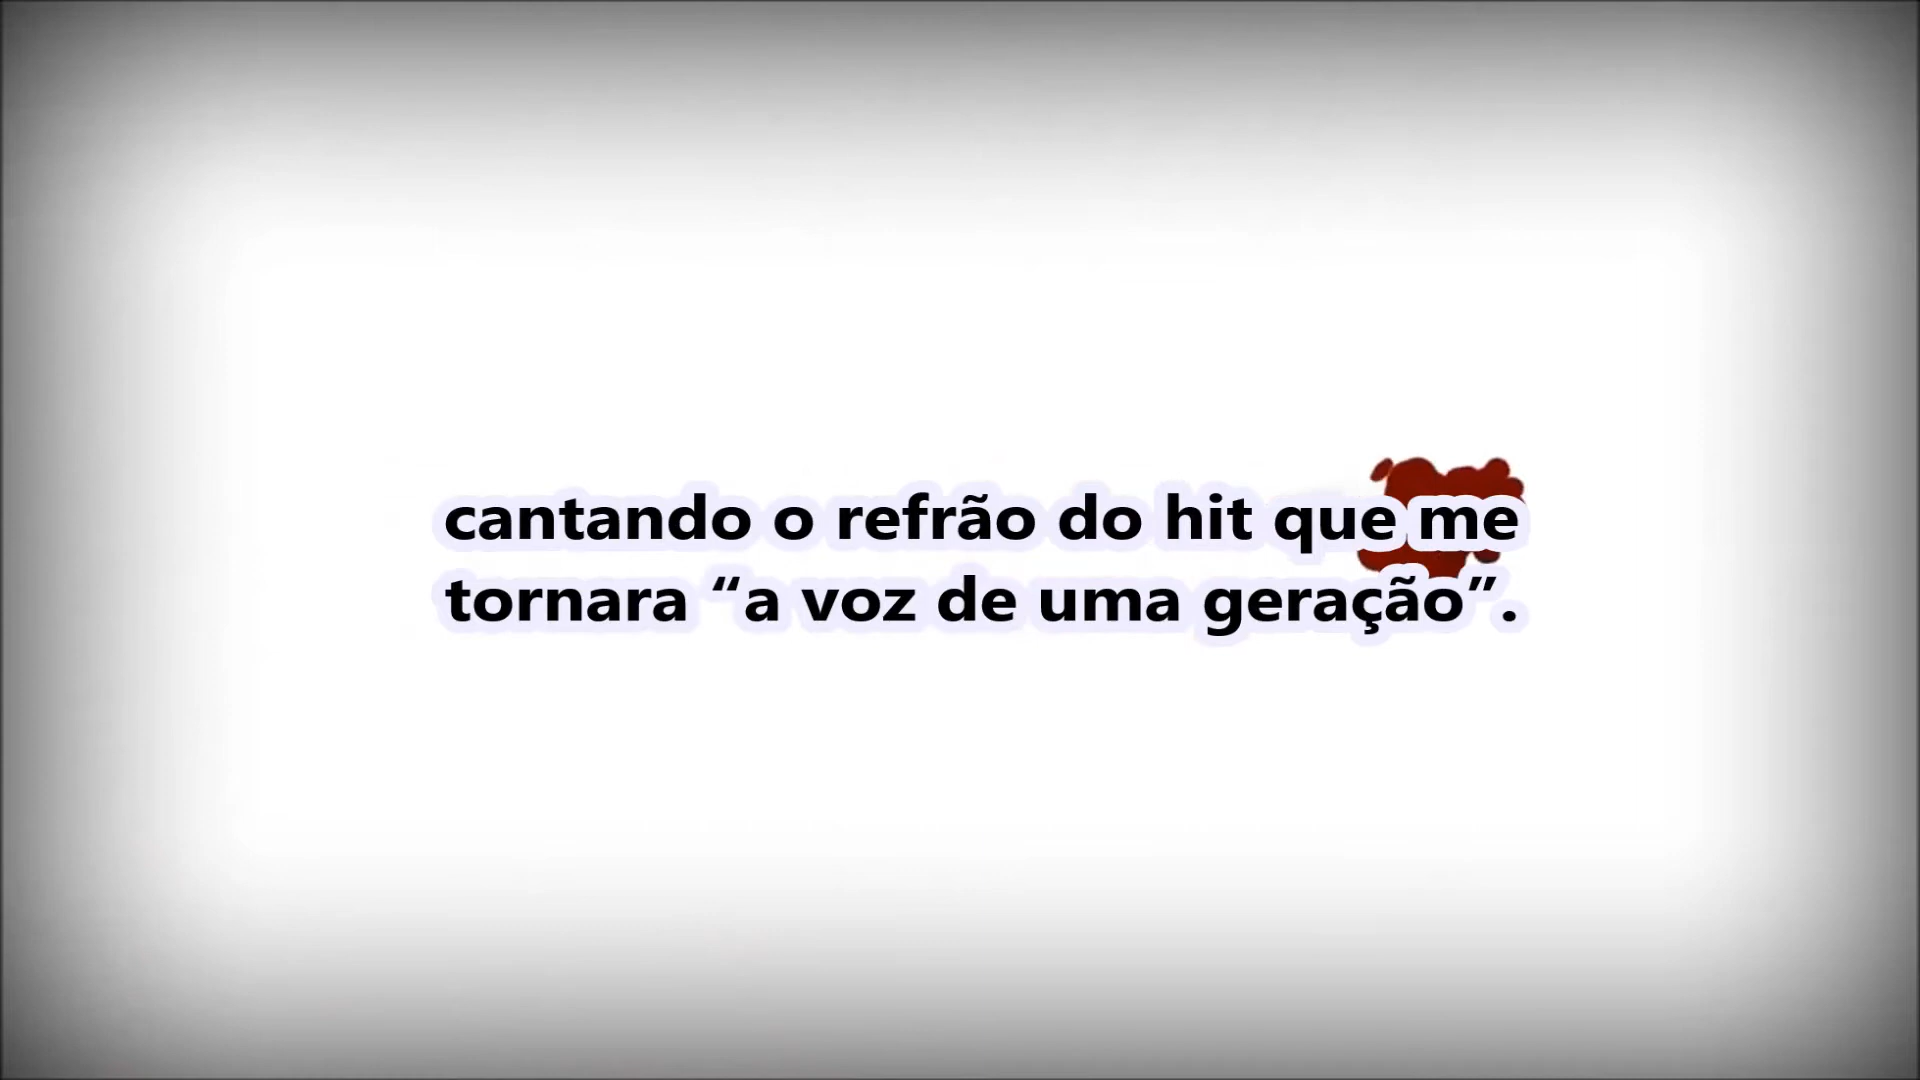 cantando o refrão do hit que me
tornara “a voz de uma geração”.